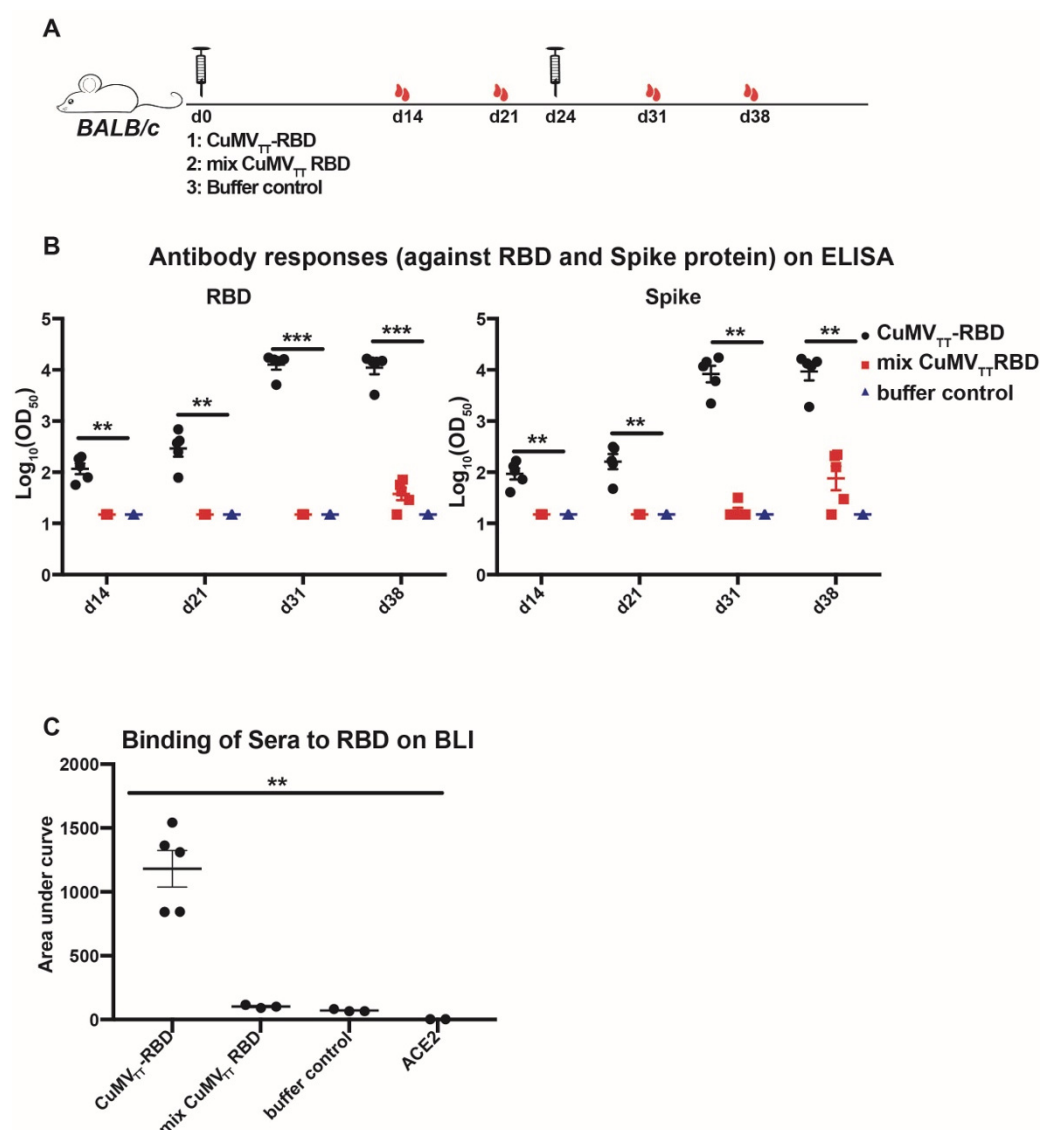 A
BALB/c
d0 d14 d21 d24 d31 d38
1: CuMVTT-RBD
2: mix CuMVTT RBD
3: Buffer control
B
Antibody responses (against RBD and Spike protein) on ELISA
RBD
Log10(OD50)
5
4
3
2
1
0
** ** *** ***
d14 d21 d31 d38
Spike
Log10(OD50)
5
4
3
2
1
0
** ** ** **
d14 d21 d31 d38
CuMVTT-RBD
mix CuMVTTRBD
buffer control
C
Binding of Sera to RBD on BLI
Area under curve
2000
1500
1000
500
0
**
CuMVTT-RBD
mix CuMVTT RBD
buffer control
ACE2